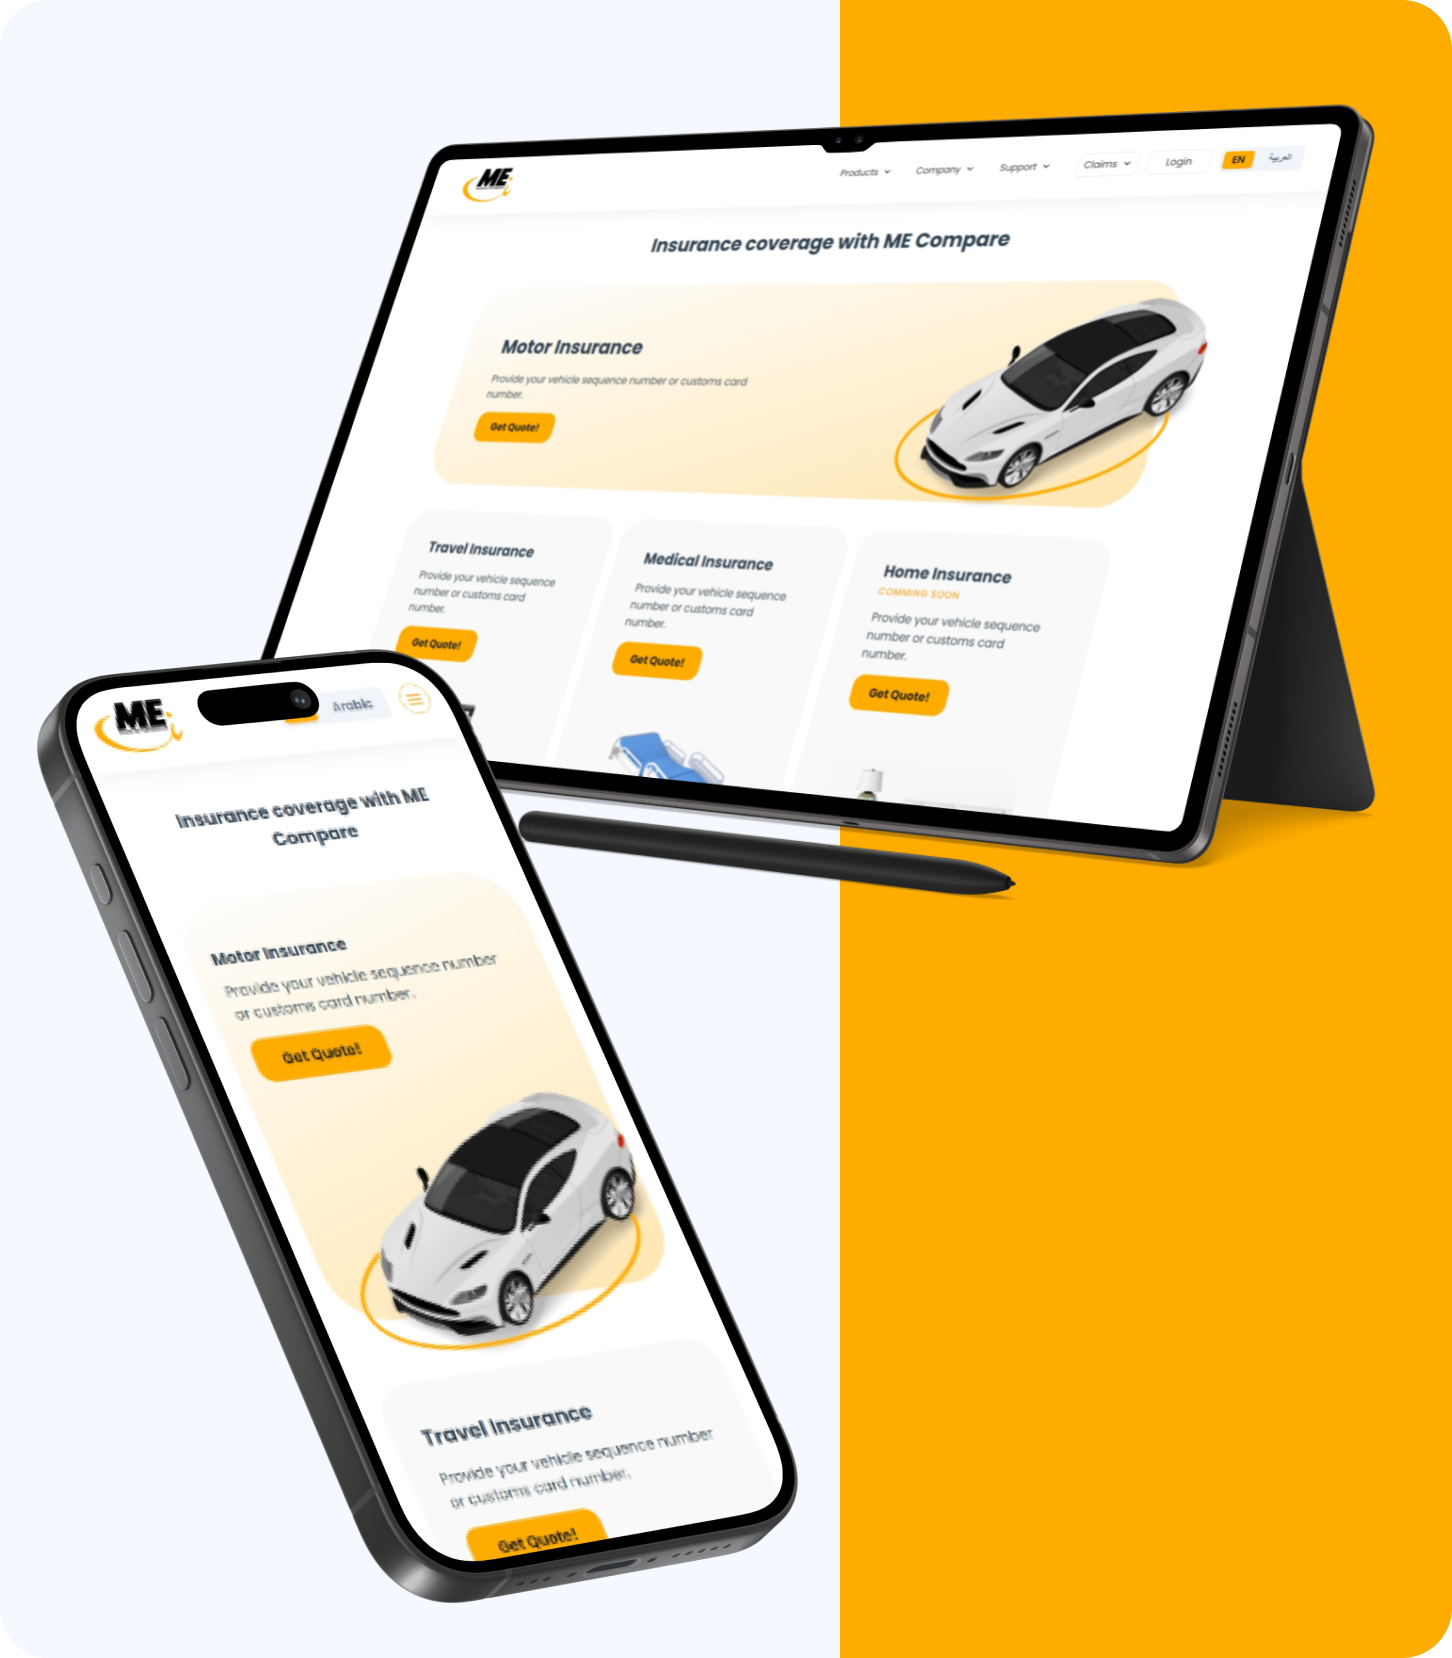 ME
Products
Company
Support
Claims
Login
EN
العربية
Insurance coverage with ME Compare
Motor Insurance
Provide your vehicle sequence number or customs card
number.
Get Quote!
Travel Insurance
Provide your vehicle sequence
number or customs card
number.
Get Quote!
Medical Insurance
Provide your vehicle sequence
number or customs card
number.
Get Quote!
Home Insurance
COMMING SOON
Provide your vehicle sequence
number or customs card
number.
Get Quote!
ME
Arabic
Insurance coverage with ME
Compare
Motor Insurance
Provide your vehicle sequence number
or customs card number.
Get Quote!
Travel Insurance
Provide your vehicle sequence number
or customs card number.
Get Quote!